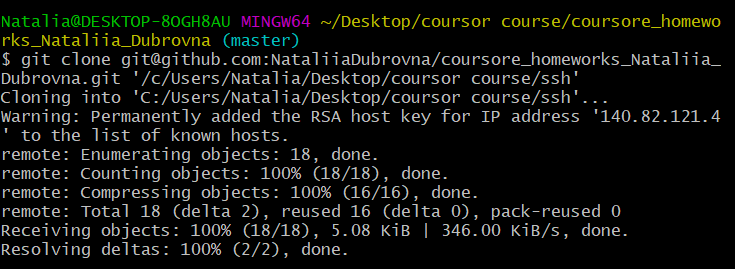 Natalia@DESKTOP-8OGH8AU MINGW64 ~/Desktop/coursor course/coursore_homewo
rks_Nataliia_Dubrovna (master)
$ git clone git@github.com:NataliiaDubrovna/coursore_homeworks_Nataliia_
Dubrovna.git '/c/Users/Natalia/Desktop/coursor course/ssh'
Cloning into 'C:/Users/Natalia/Desktop/coursor course/ssh'...
Warning: Permanently added the RSA host key for IP address '140.82.121.4
' to the list of known hosts.
remote: Enumerating objects: 18, done.
remote: Counting objects: 100% (18/18), done.
remote: Compressing objects: 100% (16/16), done.
remote: Total 18 (delta 2), reused 16 (delta 0), pack-reused 0
Receiving objects: 100% (18/18), 5.08 KiB | 346.00 KiB/s, done.
Resolving deltas: 100% (2/2), done.